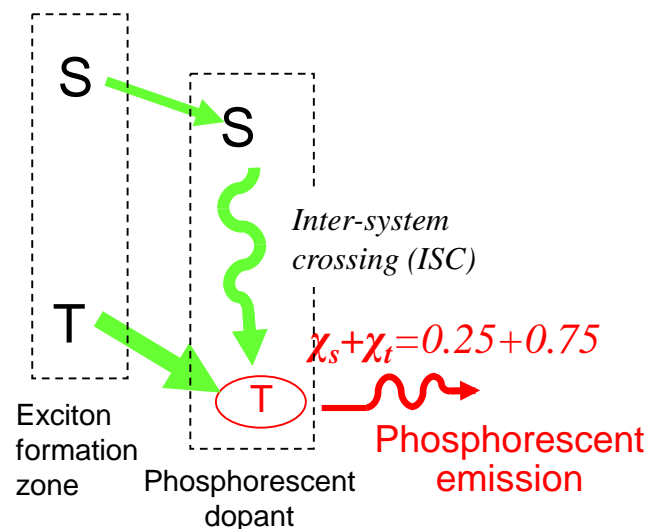 S
S
Inter-system
crossing (ISC)
T
χs+χt=0.25+0.75
T
Exciton
formation
zone
Phosphorescent
emission
Phosphorescent
dopant